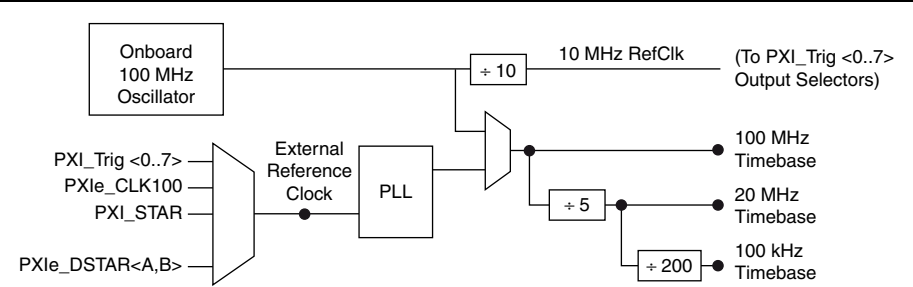 Onboard
100 MHz
Oscillator
÷ 10
10 MHz RefClk
(To PXI_Trig <0..7>
Output Selectors)
PXI_Trig <0..7>
PXIe_CLK100
PXI_STAR
PXIe_DSTAR<A,B>
External
Reference
Clock
PLL
100 MHz
Timebase
÷ 5
20 MHz
Timebase
÷ 200
100 kHz
Timebase